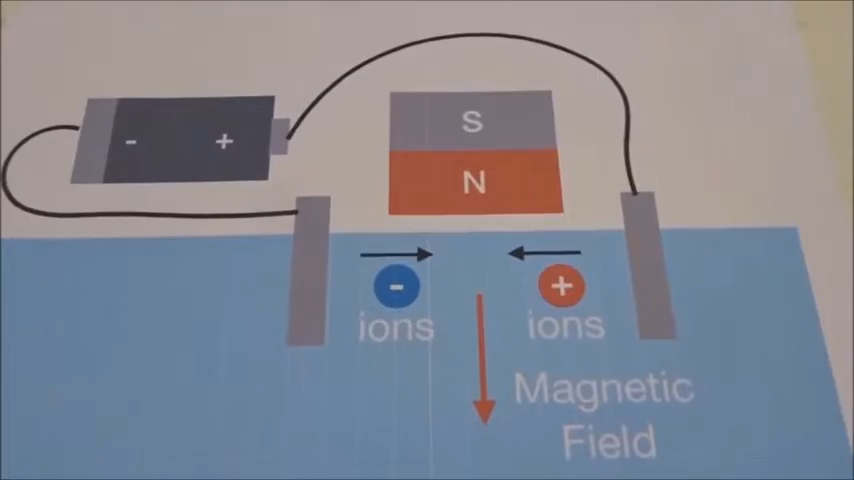 S
- +
N
- +
ions ions
Magnetic
Field